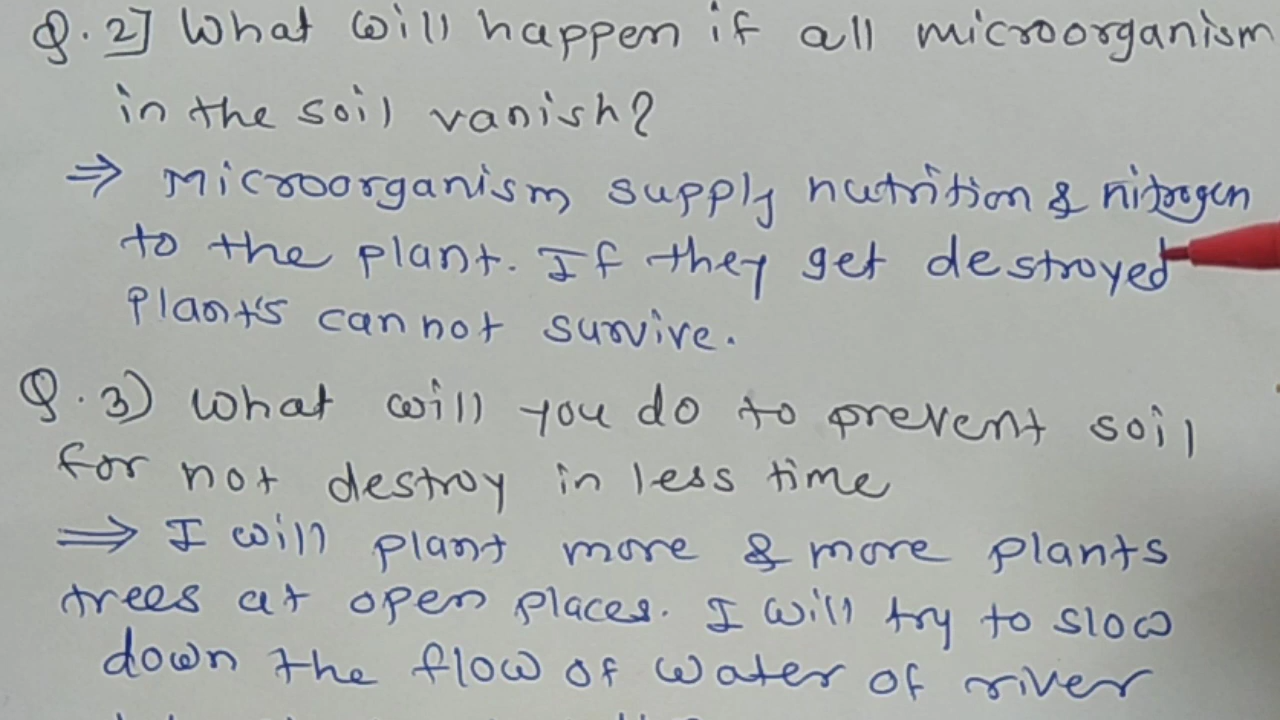 Q.2] What will happen if all microorganism
in the soil vanish?
⇒ Microorganism supply nutrition & nitrogen
to the plant. If they get destroyed
Plants cannot survive.
Q.3) What will you do to prevent soil
for not destroy in less time
⇒ I will plant more & more plants
trees at open places. I will try to slow
down the flow of water of river